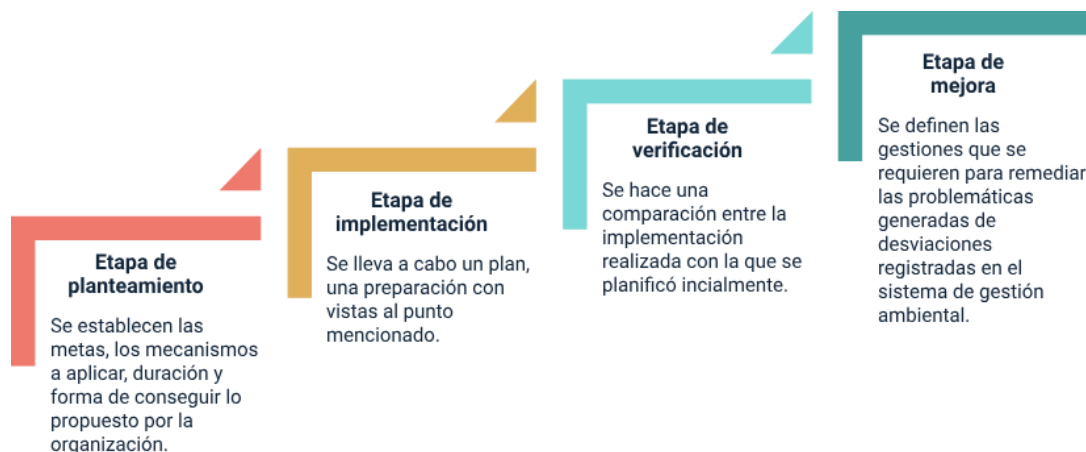 Etapa de
planteamiento
Se establecen las
metas, los mecanismos
a aplicar, duración y
forma de conseguir lo
propuesto por la
organización.
Etapa de
implementación
Se lleva a cabo un plan,
una preparación con
vistas al punto
mencionado.
Etapa de
verificación
Se hace una
comparación entre la
implementación
realizada con la que se
planificó incialmente.
Etapa de
mejora
Se definen las
gestiones que se
requieren para remediar
las problemáticas
generadas de
desviaciones
registradas en el
sistema de gestión
ambiental.